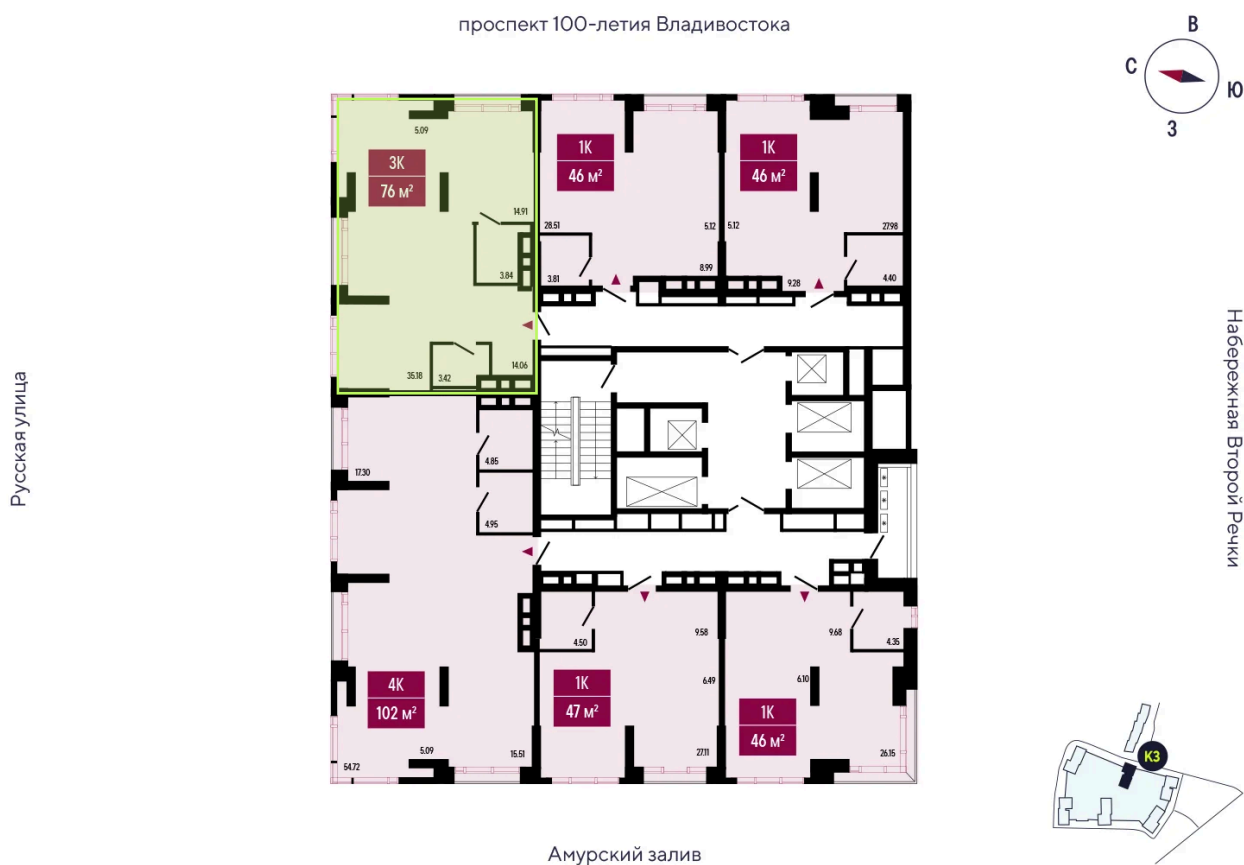 проспект 100-летия Владивостока
В
С
Ю
З
5.09
3К
76 м²
14.91
3.84
35.18
3.42
14.06
1К
46 м²
28.51
5.12
3.81
8.99
1К
46 м²
5.12
27.98
9.28
4.40
Русская улица
Набережная Второй Речки
17.30
4.85
4.95
4К
102 м²
5.09
54.72
15.51
4.50
9.58
1К
47 м²
6.49
27.11
9.68
4.35
6.10
1К
46 м²
26.15
К3
Амурский залив